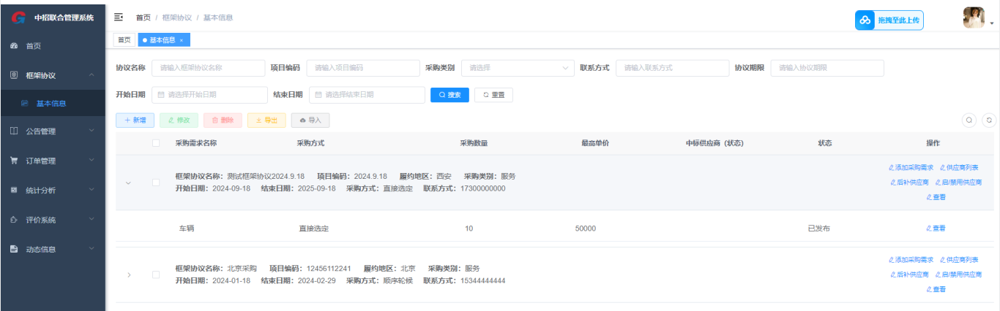 中招联合管理系统
首页 / 框架协议 / 基本信息
拖拽至此上传
首页
基本信息 ×
首页
框架协议
基本信息
公告管理
订单管理
统计分析
评价系统
动态信息
协议名称 请输入框架协议名称 项目编码 请输入项目编码 采购类别 请选择 联系方式 请输入联系方式 协议期限 请输入协议期限
开始日期 请选择开始日期 结束日期 请选择结束日期 搜索 重置
+ 新增 修改 删除 导出 导入
采购需求名称 采购方式 采购数量 最高单价 中标供应商（状态） 状态 操作
框架协议名称：测试框架协议2024.9.18 项目编码：2024.9.18 履约地区：西安 采购类别：服务
开始日期：2024-09-18 结束日期：2025-09-18 采购方式：直接选定 联系方式：17300000000
添加采购需求 供应商列表
后补供应商 启/禁用供应商
查看
车辆 直接选定 10 50000 已发布 查看
框架协议名称：北京采购 项目编码：12456112241 履约地区：北京 采购类别：服务
开始日期：2024-01-18 结束日期：2024-02-29 采购方式：顺序轮候 联系方式：15344444444
添加采购需求 供应商列表
后补供应商 启/禁用供应商
查看